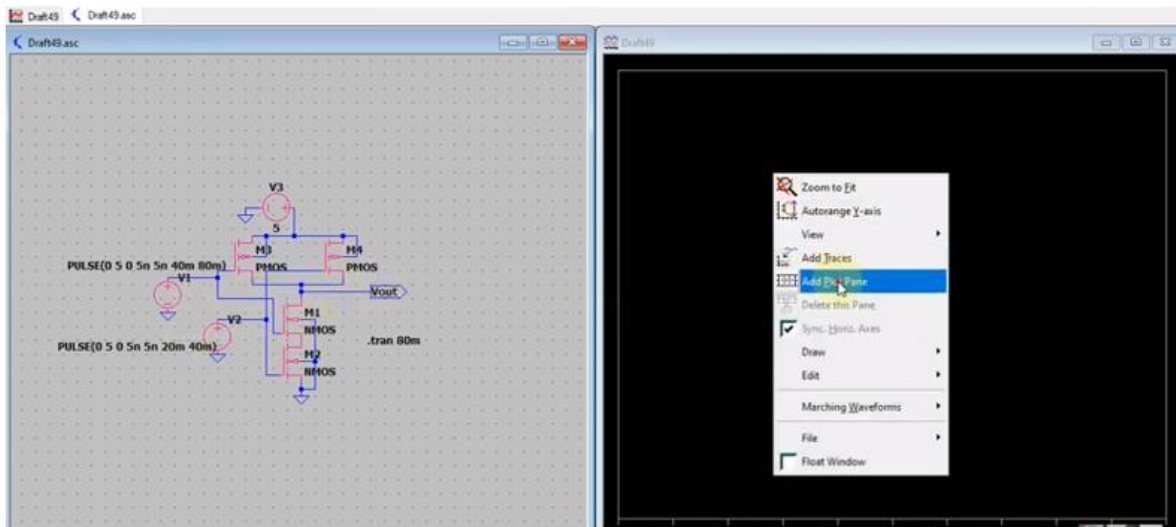 Draft49 Draft49.asc
Draft49.asc
V3
5
M3 M4
PULSE(0 5 0 5n 5n 40m 80m) PMOS PMOS
V1
Vout
V2 M1
NMOS
PULSE(0 5 0 5n 5n 20m 40m) .tran 80m
M2
NMOS
Draft49
Zoom to Fit
Autorange Y-axis
View
Add Traces
Add Plot Pane
Delete this Pane
Sync. Horiz. Axes
Draw
Edit
Marching Waveforms
File
Float Window